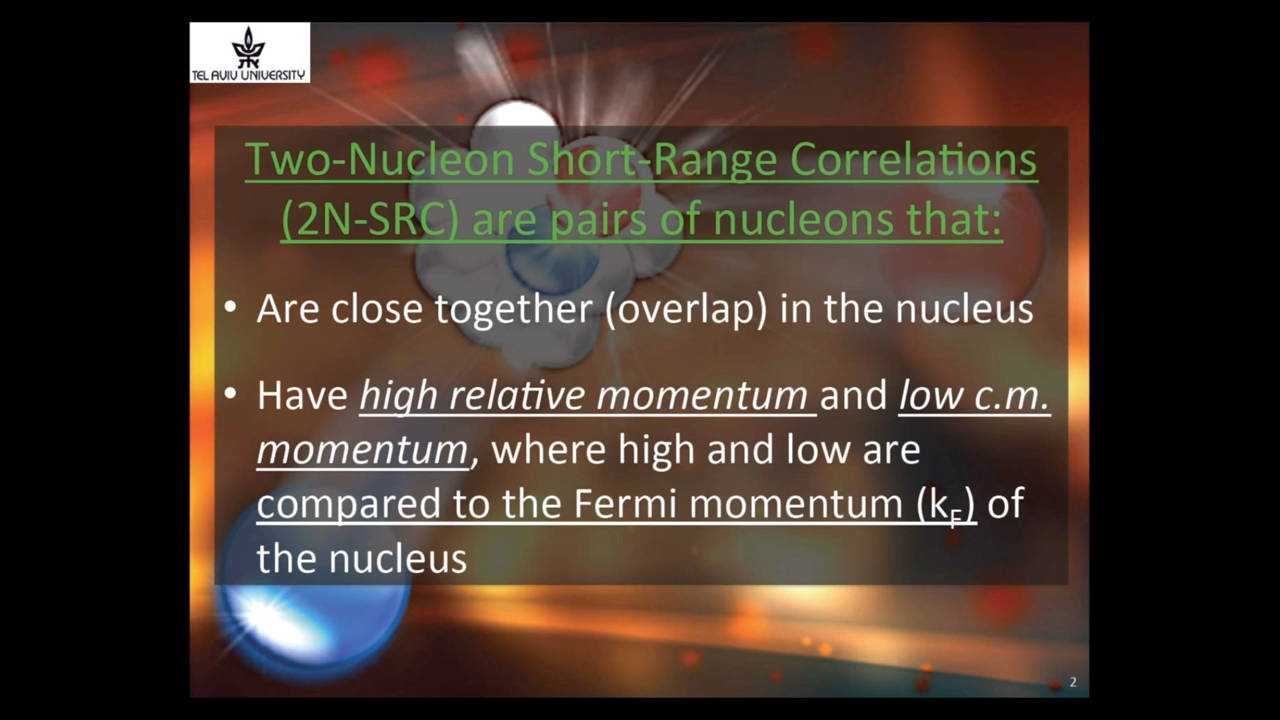 TEL AVIV UNIVERSITY
Two-Nucleon Short-Range Correlations
(2N-SRC) are pairs of nucleons that:
• Are close together (overlap) in the nucleus
• Have high relative momentum and low c.m.
momentum, where high and low are
compared to the Fermi momentum (kF) of
the nucleus
2